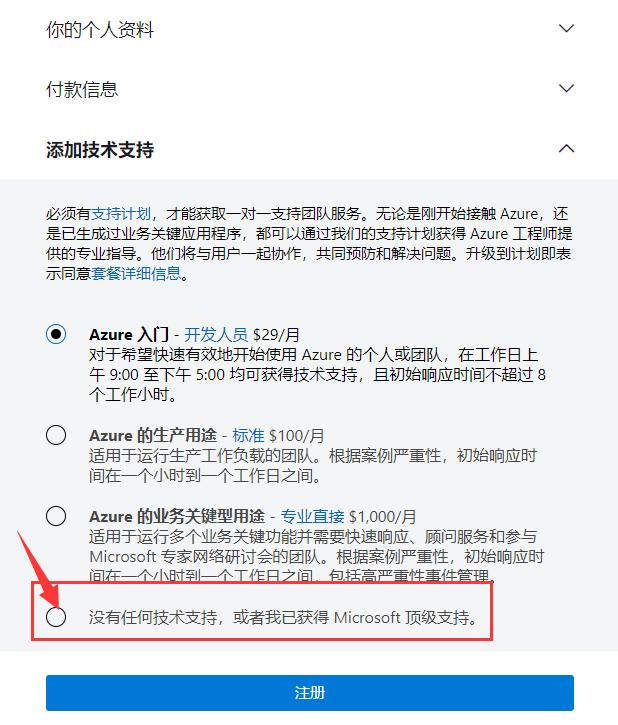 你的个人资料
付款信息
添加技术支持
必须有支持计划，才能获取一对一支持团队服务。无论是刚开始接触 Azure，还
是已生成过业务关键应用程序，都可以通过我们的支持计划获得 Azure 工程师提
供的专业指导。他们将与用户一起协作，共同预防和解决问题。升级到计划即表
示同意套餐详细信息。
Azure 入门 - 开发人员 $29/月
对于希望快速有效地开始使用 Azure 的个人或团队，在工作日上
午 9:00 至下午 5:00 均可获得技术支持，且初始响应时间不超过 8
个工作小时。
Azure 的生产用途 - 标准 $100/月
适用于运行生产工作负载的团队。根据案例严重性，初始响应时
间在一个小时到一个工作日之间。
Azure 的业务关键型用途 - 专业直接 $1,000/月
适用于运行多个业务关键功能并需要快速响应、顾问服务和参与
Microsoft 专家网络研讨会的团队。根据案例严重性，初始响应时
间在一个小时到一个工作日之间，包括高严重性事件管理。
没有任何技术支持，或者我已获得 Microsoft 顶级支持。
注册